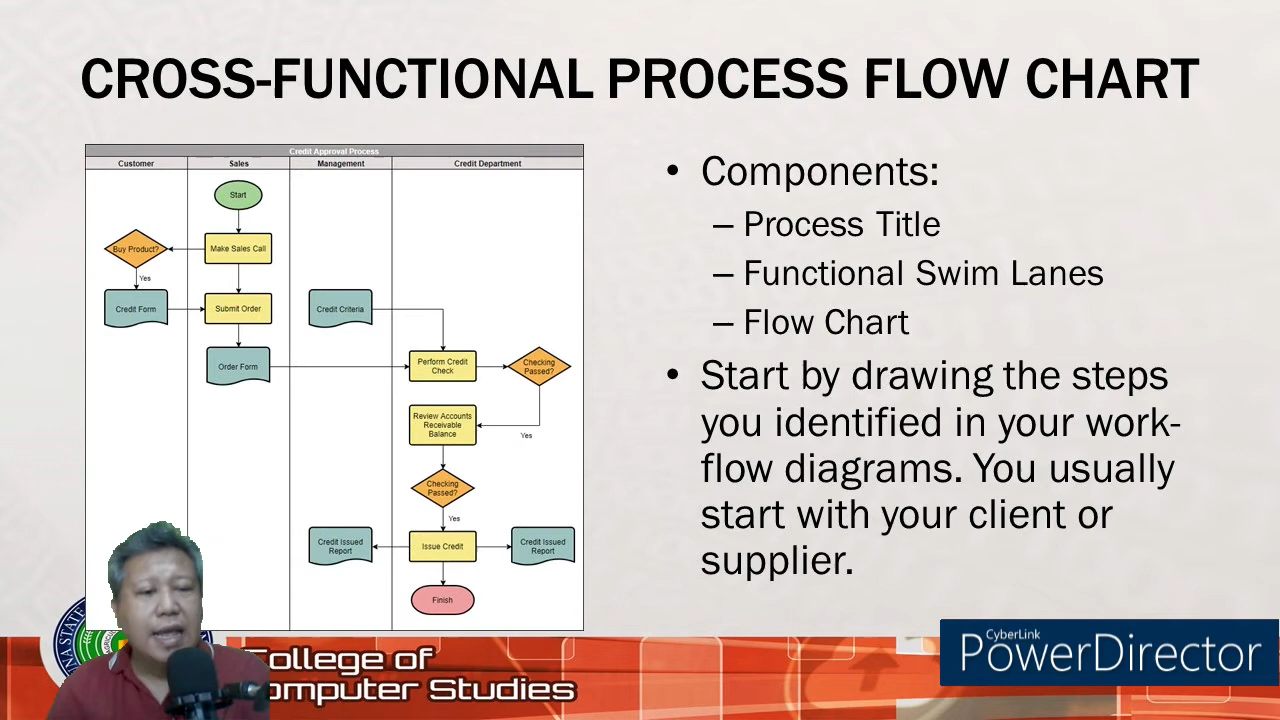 CROSS-FUNCTIONAL PROCESS FLOW CHART
Credit Approval Process
Customer
Sales
Management
Credit Department
Start
Buy Product?
Make Sales Call
Yes
Credit Form
Submit Order
Credit Criteria
Order Form
Perform Credit
Check
Checking
Passed?
Review Accounts
Receivable
Balance
Yes
Checking
Passed?
Yes
Credit Issued
Report
Issue Credit
Credit Issued
Report
Finish
• Components:
– Process Title
– Functional Swim Lanes
– Flow Chart
• Start by drawing the steps
you identified in your work-
flow diagrams. You usually
start with your client or
supplier.
College of
omputer Studies
CyberLink
PowerDirector